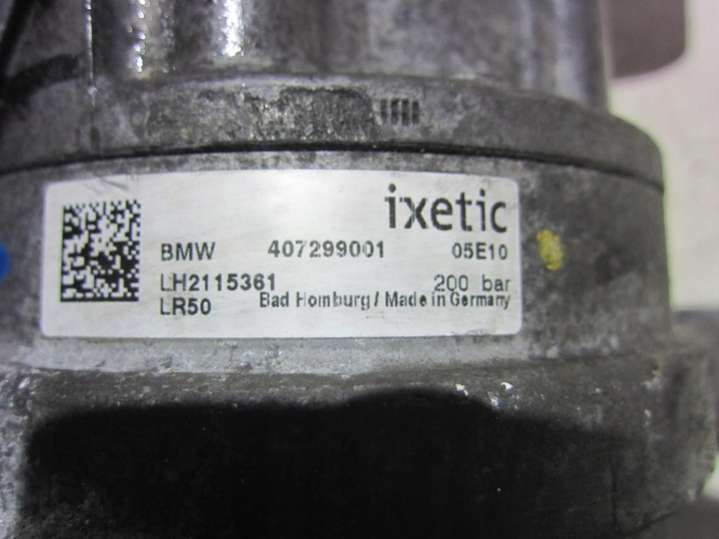 ixetic
BMW 407299001 05E10
LH2115361 200 bar
LR50 Bad Homburg / Made in Germany